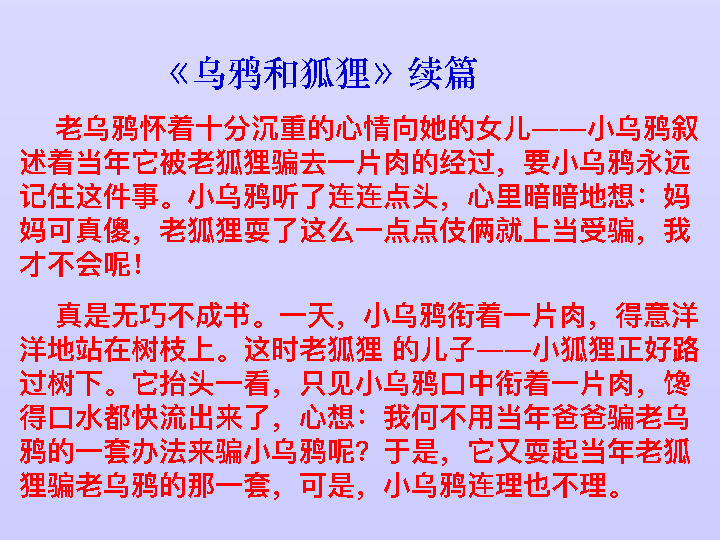 《乌鸦和狐狸》续篇
老乌鸦怀着十分沉重的心情向她的女儿——小乌鸦叙
述着当年它被老狐狸骗去一片肉的经过，要小乌鸦永远
记住这件事。小乌鸦听了连连点头，心里暗暗地想：妈
妈可真傻，老狐狸耍了这么一点点伎俩就上当受骗，我
才不会呢！
真是无巧不成书。一天，小乌鸦衔着一片肉，得意洋
洋地站在树枝上。这时老狐狸 的儿子——小狐狸正好路
过树下。它抬头一看，只见小乌鸦口中衔着一片肉，馋
得口水都快流出来了，心想：我何不用当年爸爸骗老乌
鸦的一套办法来骗小乌鸦呢？于是，它又耍起当年老狐
狸骗老乌鸦的那一套，可是，小乌鸦连理也不理。